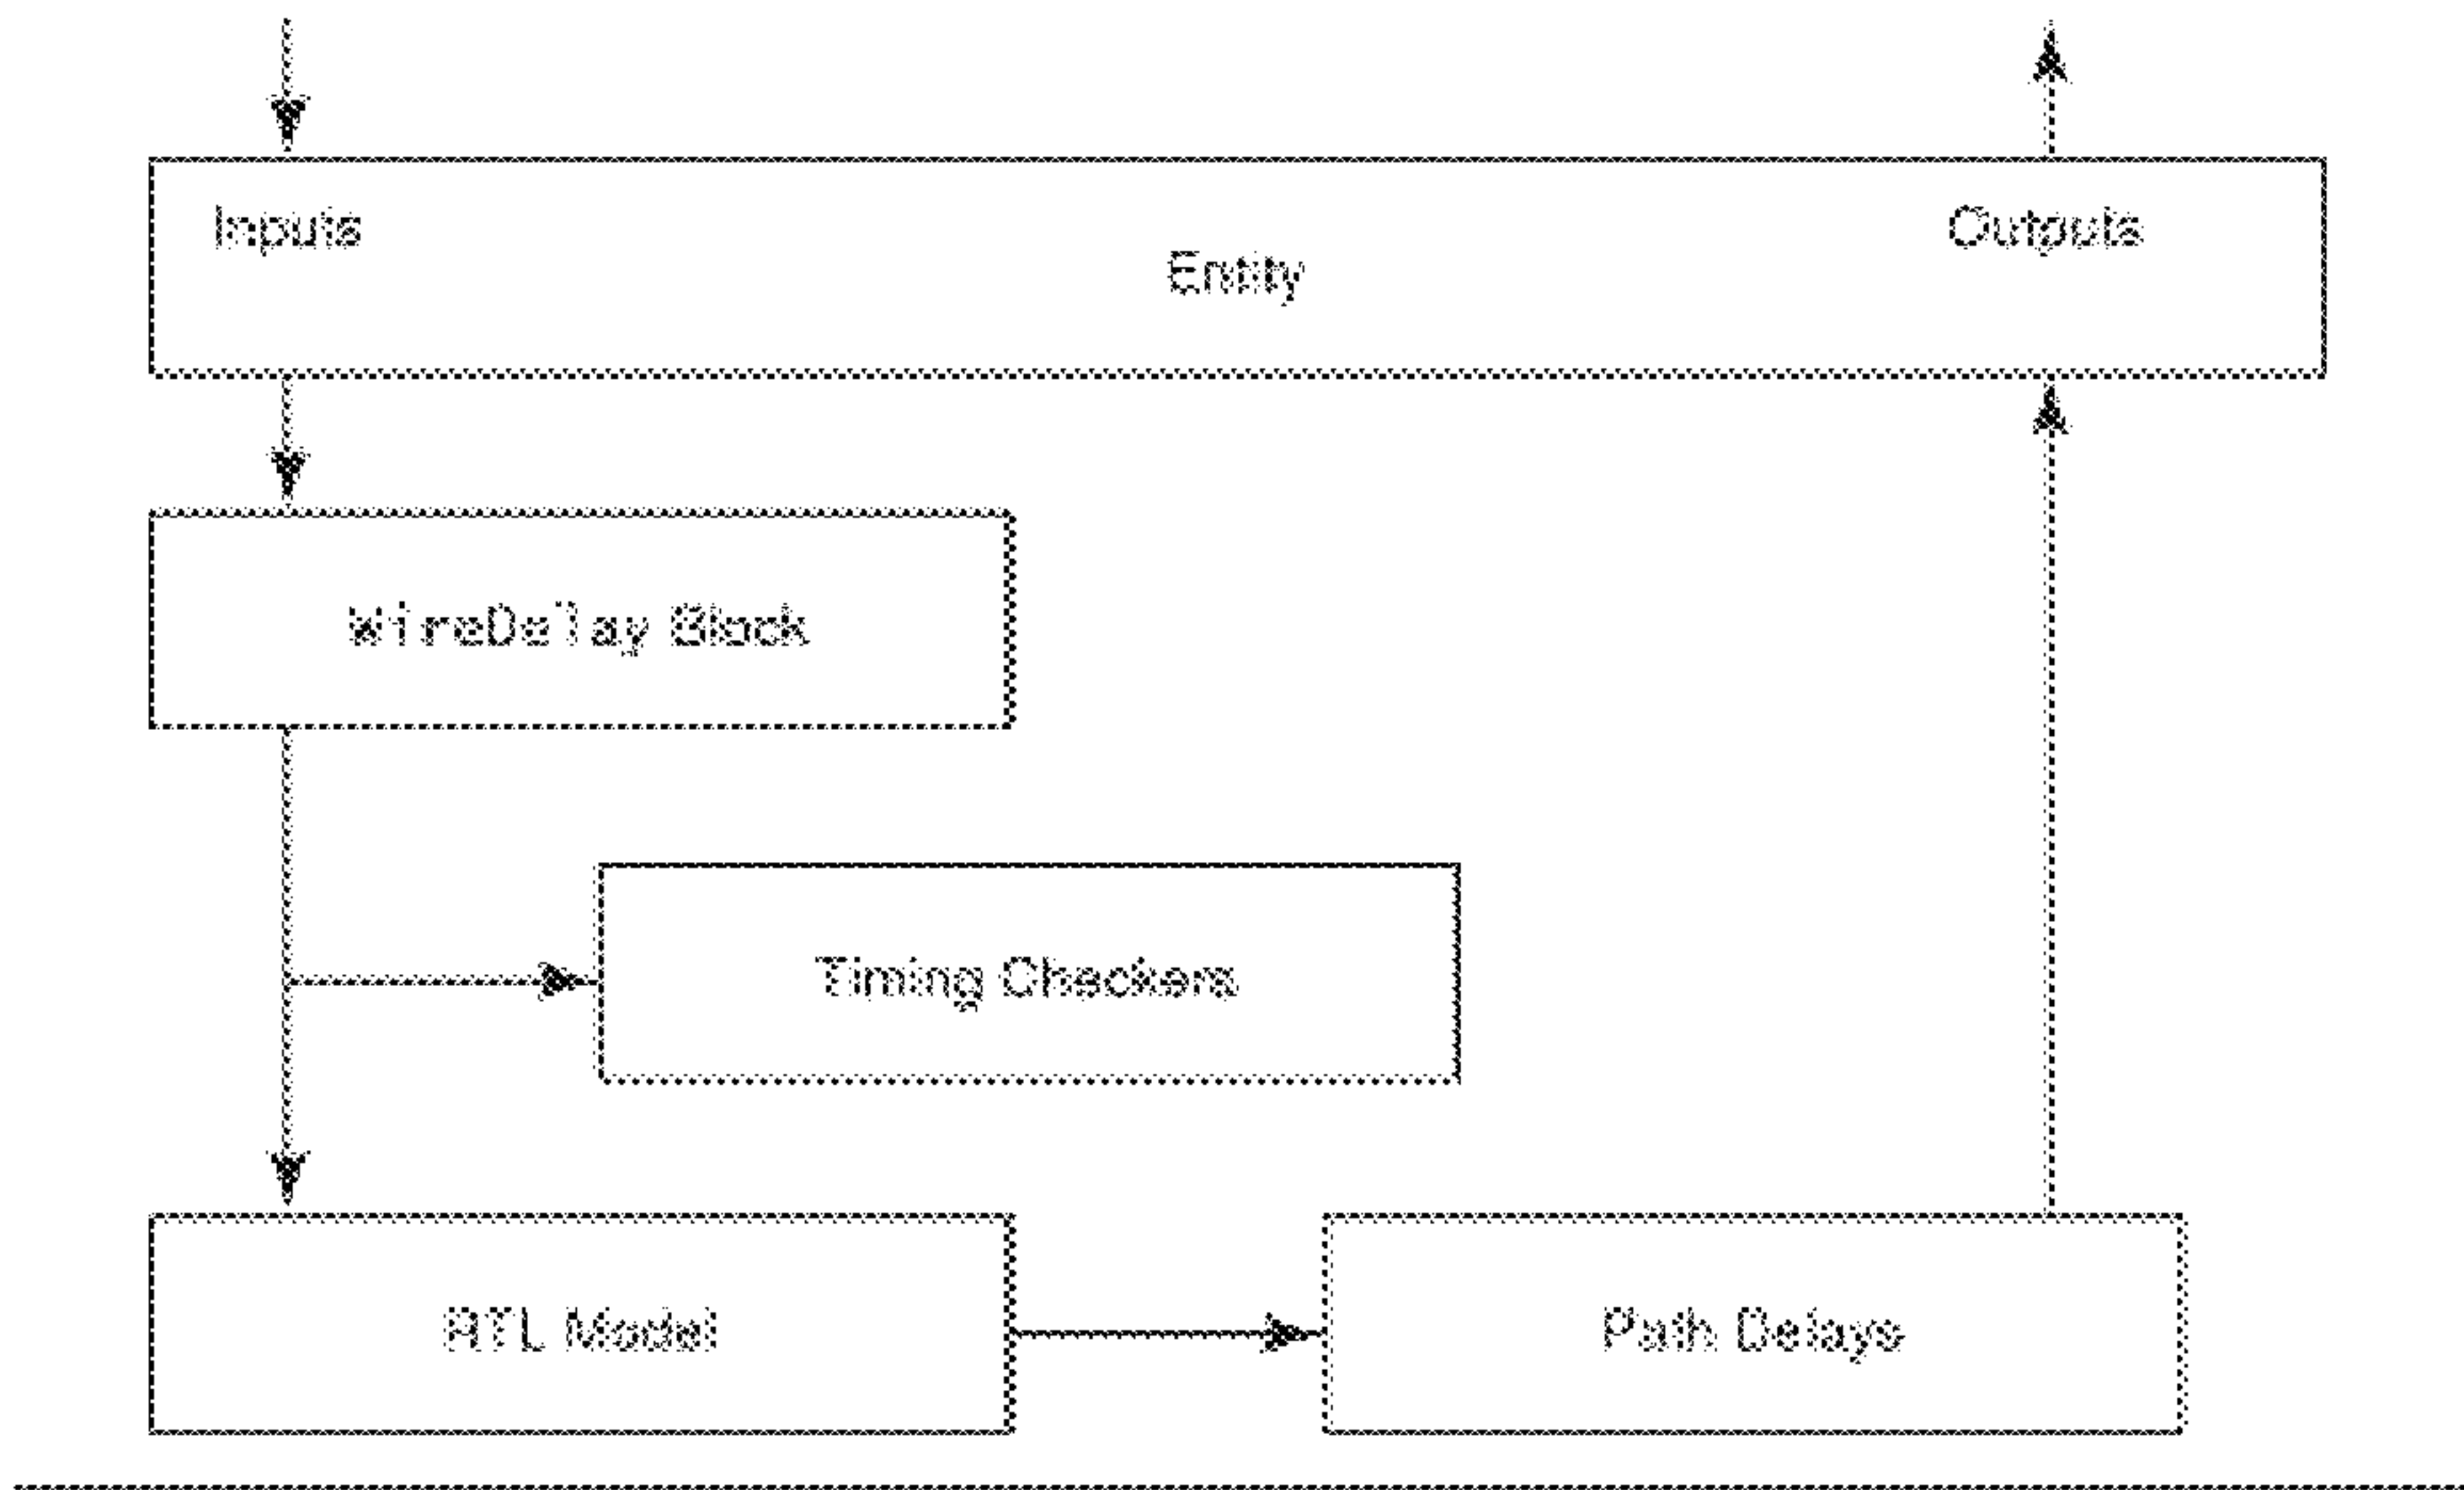 Inputs
Outputs
Entity
WireDelay Block
Timing Checkers
RTL Model
Path Delays